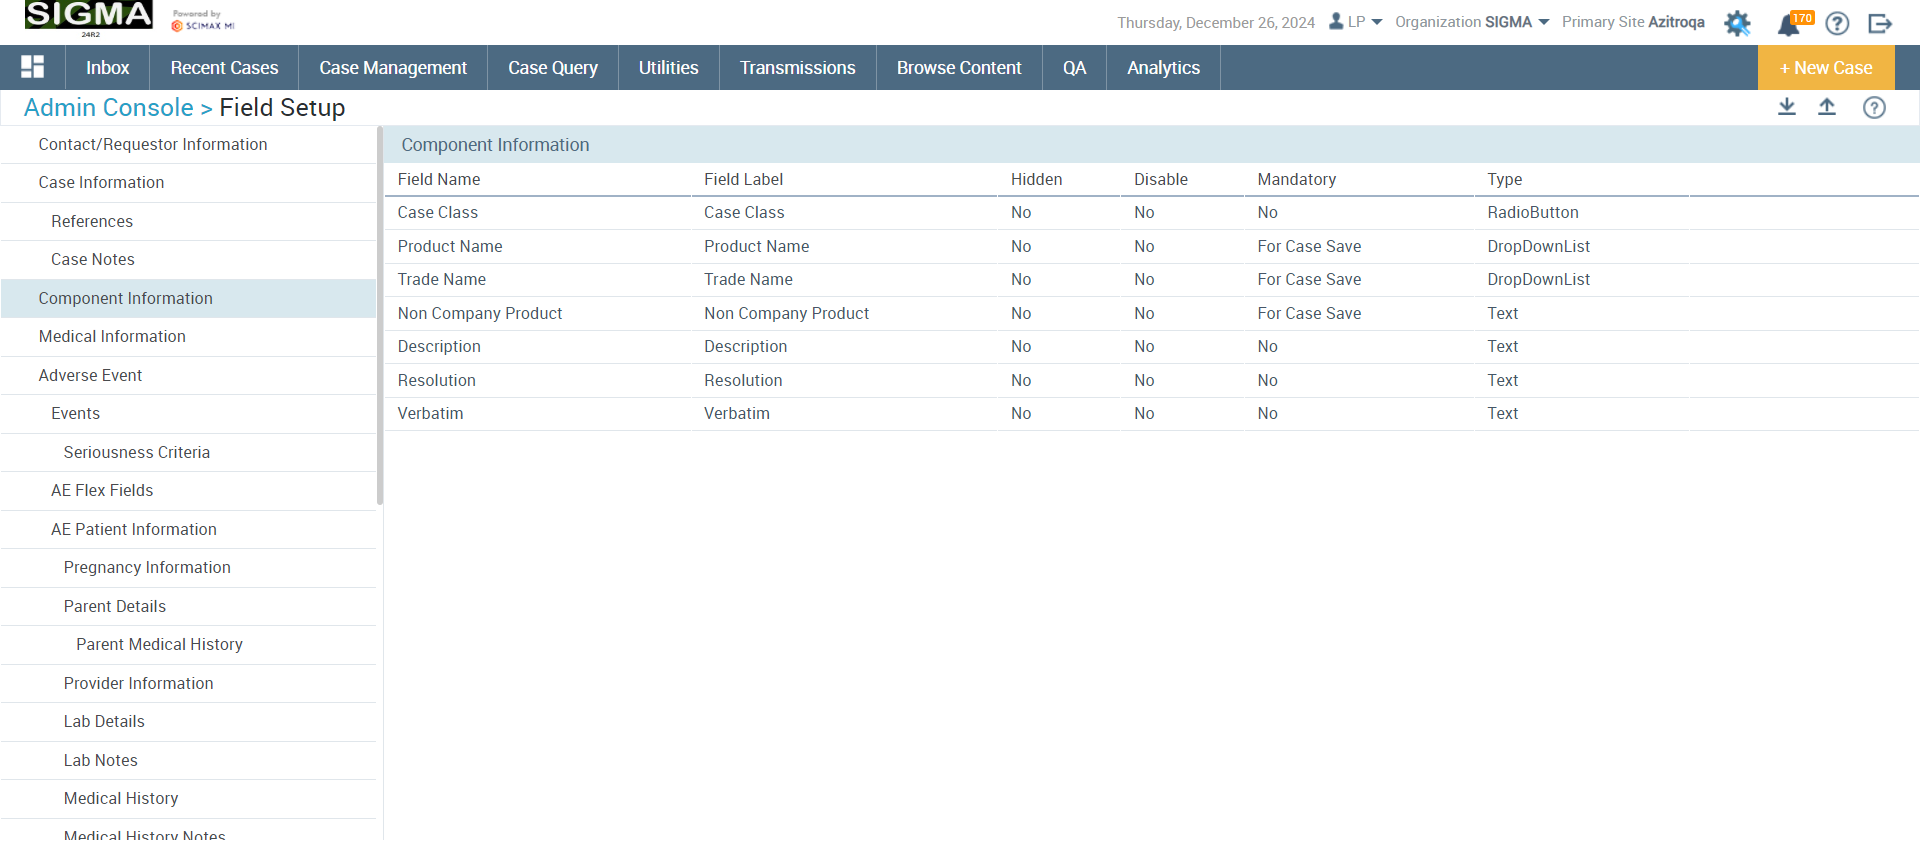 SIGMA
24R2
Powered by
SCIMAX MI
Thursday, December 26, 2024
LP
Organization SIGMA
Primary Site Azitroqa
170
Inbox
Recent Cases
Case Management
Case Query
Utilities
Transmissions
Browse Content
QA
Analytics
+ New Case
Admin Console > Field Setup
Contact/Requestor Information
Case Information
References
Case Notes
Component Information
Medical Information
Adverse Event
Events
Seriousness Criteria
AE Flex Fields
AE Patient Information
Pregnancy Information
Parent Details
Parent Medical History
Provider Information
Lab Details
Lab Notes
Medical History
Medical History Notes
Component Information
Field Name Field Label Hidden Disable Mandatory Type
Case Class Case Class No No No RadioButton
Product Name Product Name No No For Case Save DropDownList
Trade Name Trade Name No No For Case Save DropDownList
Non Company Product Non Company Product No No For Case Save Text
Description Description No No No Text
Resolution Resolution No No No Text
Verbatim Verbatim No No No Text